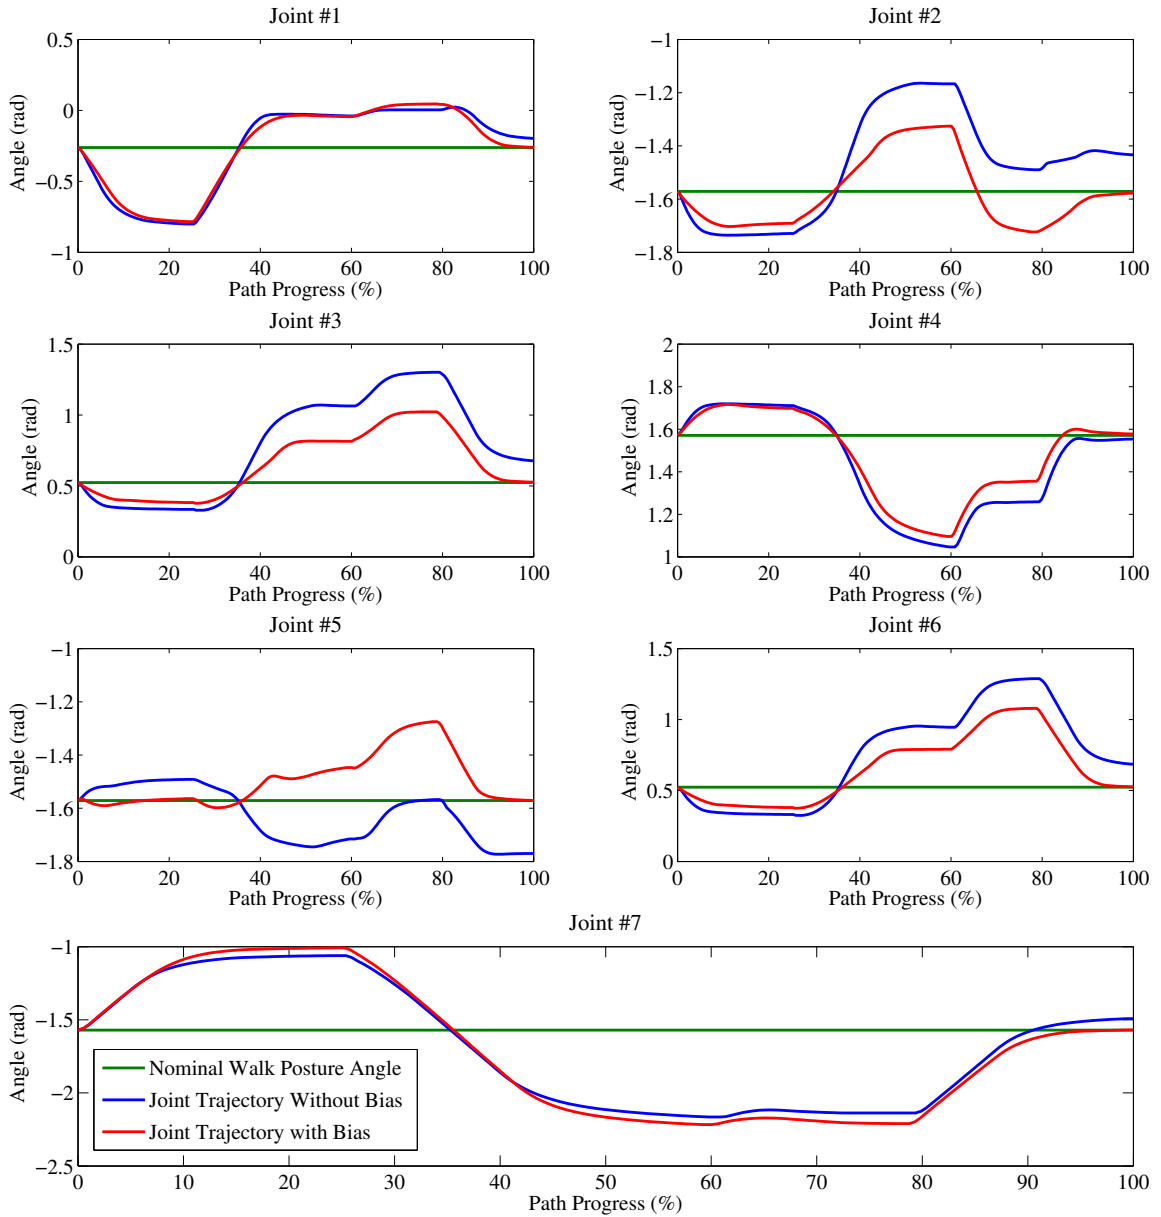 Joint #1
0.5
0
−0.5
−1
Angle (rad)
0 20 40 60 80 100
Path Progress (%)
Joint #2
−1
−1.2
−1.4
−1.6
−1.8
Angle (rad)
0 20 40 60 80 100
Path Progress (%)
Joint #3
1.5
1
0.5
0
Angle (rad)
0 20 40 60 80 100
Path Progress (%)
Joint #4
2
1.8
1.6
1.4
1.2
1
Angle (rad)
0 20 40 60 80 100
Path Progress (%)
Joint #5
−1
−1.2
−1.4
−1.6
−1.8
Angle (rad)
0 20 40 60 80 100
Path Progress (%)
Joint #6
1.5
1
0.5
0
Angle (rad)
0 20 40 60 80 100
Path Progress (%)
Joint #7
−1
−1.5
−2
−2.5
Angle (rad)
Nominal Walk Posture Angle
Joint Trajectory Without Bias
Joint Trajectory with Bias
0 10 20 30 40 50 60 70 80 90 100
Path Progress (%)